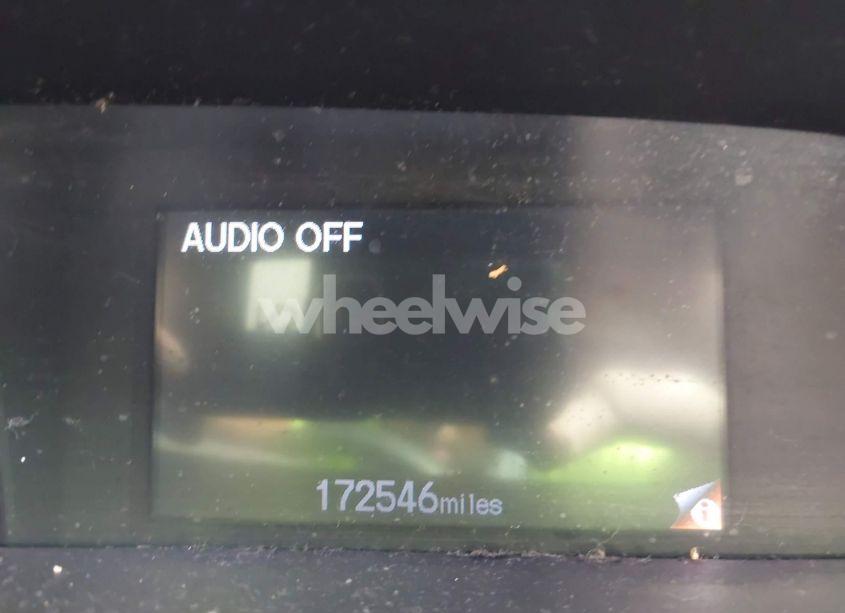 AUDIO OFF
wheelwise
172546miles
i